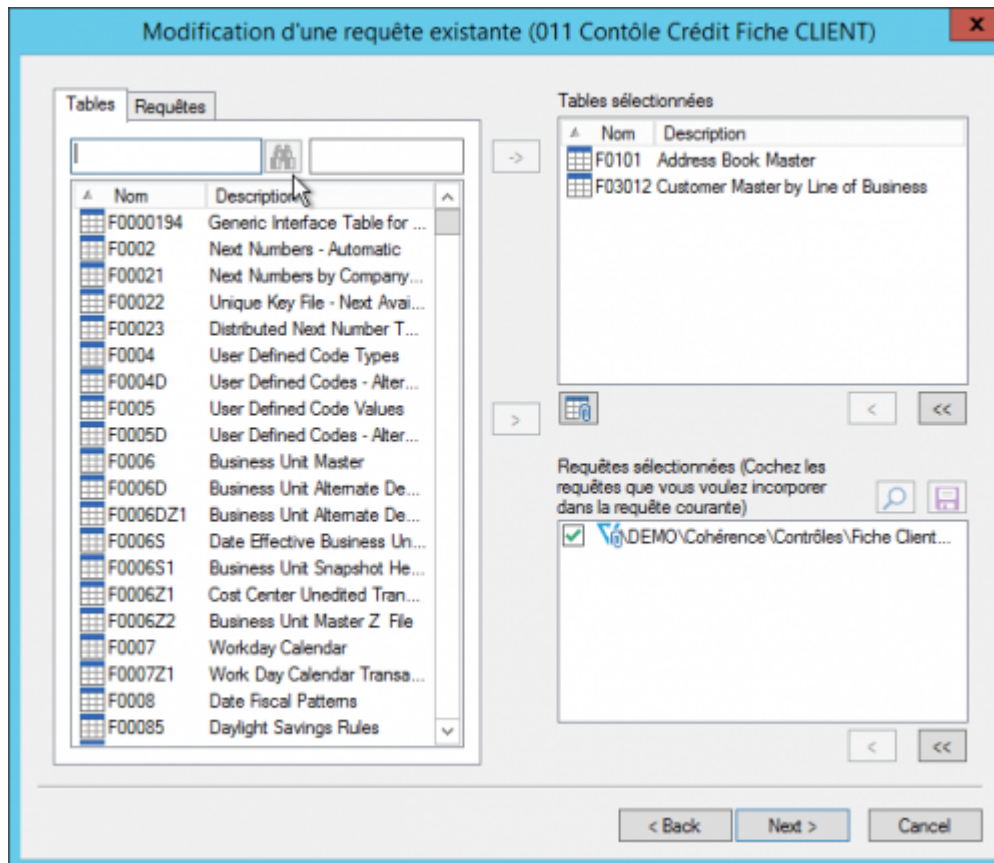 Modification d'une requête existante (011 Contôle Crédit Fiche CLIENT)
x
Tables
Requêtes
Nom Description
F0000194 Generic Interface Table for ...
F0002 Next Numbers - Automatic
F00021 Next Numbers by Company...
F00022 Unique Key File - Next Avai...
F00023 Distributed Next Number T...
F0004 User Defined Code Types
F0004D User Defined Codes - Alter...
F0005 User Defined Code Values
F0005D User Defined Codes - Alter...
F0006 Business Unit Master
F0006D Business Unit Alternate De...
F0006DZ1 Business Unit Alternate De...
F0006S Date Effective Business Un...
F0006S1 Business Unit Snapshot He...
F0006Z1 Cost Center Unedited Tran...
F0006Z2 Business Unit Master Z File
F0007 Workday Calendar
F0007Z1 Work Day Calendar Transa...
F0008 Date Fiscal Patterns
F00085 Daylight Savings Rules
->
>
Tables sélectionnées
Nom Description
F0101 Address Book Master
F03012 Customer Master by Line of Business
< <<
Requêtes sélectionnées (Cochez les
requêtes que vous voulez incorporer
dans la requête courante)
\DEMO\Cohérence\Contrôles\Fiche Client...
< <<
< Back Next > Cancel